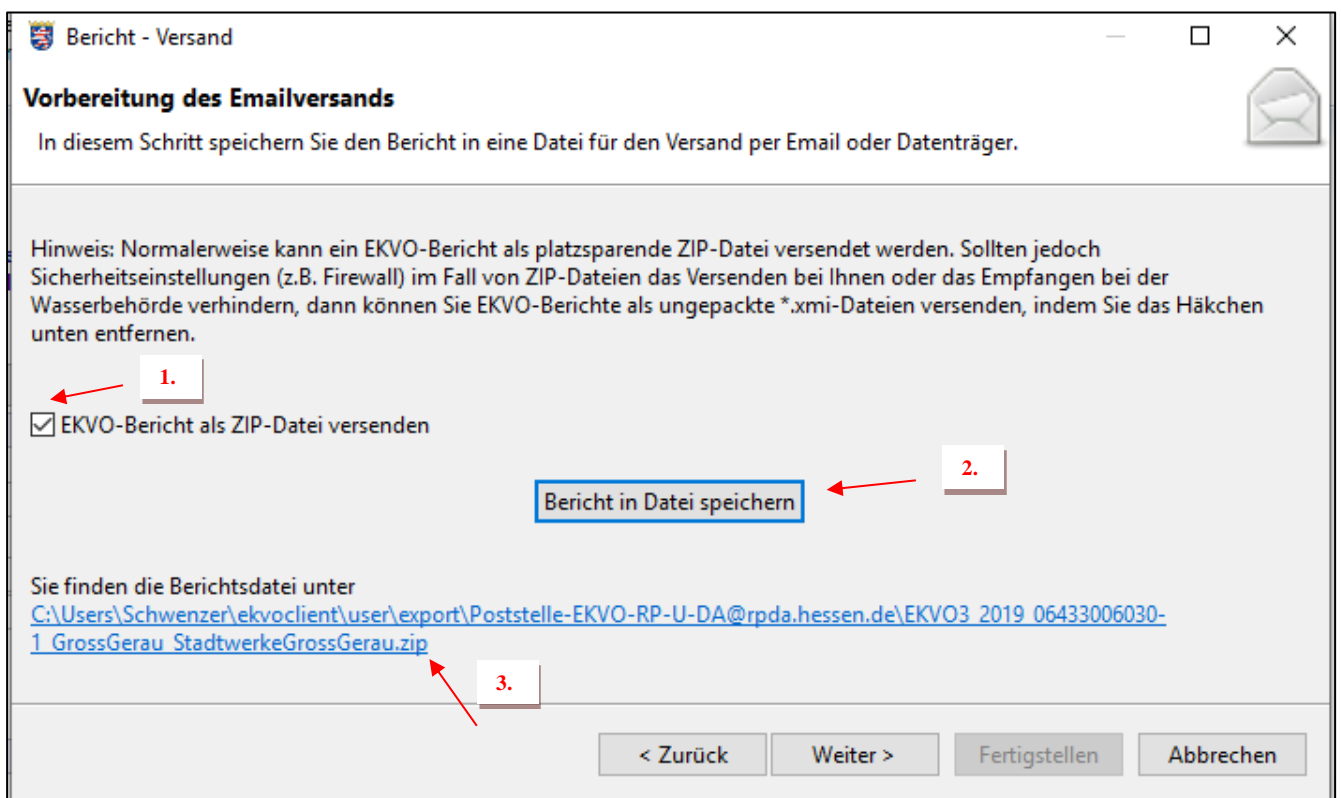 Bericht - Versand
Vorbereitung des Emailversands
In diesem Schritt speichern Sie den Bericht in eine Datei für den Versand per Email oder Datenträger.
Hinweis: Normalerweise kann ein EKVO-Bericht als platzsparende ZIP-Datei versendet werden. Sollten jedoch
Sicherheitseinstellungen (z.B. Firewall) im Fall von ZIP-Dateien das Versenden bei Ihnen oder das Empfangen bei der
Wasserbehörde verhindern, dann können Sie EKVO-Berichte als ungepackte *.xmi-Dateien versenden, indem Sie das Häkchen
unten entfernen.
1.
EKVO-Bericht als ZIP-Datei versenden
2.
Bericht in Datei speichern
Sie finden die Berichtsdatei unter
C:\Users\Schwenzer\ekvoclient\user\export\Poststelle-EKVO-RP-U-DA@rpda.hessen.de\EKVO3_2019_06433006030-
1_GrossGerau_StadtwerkeGrossGerau.zip
3.
< Zurück Weiter > Fertigstellen Abbrechen